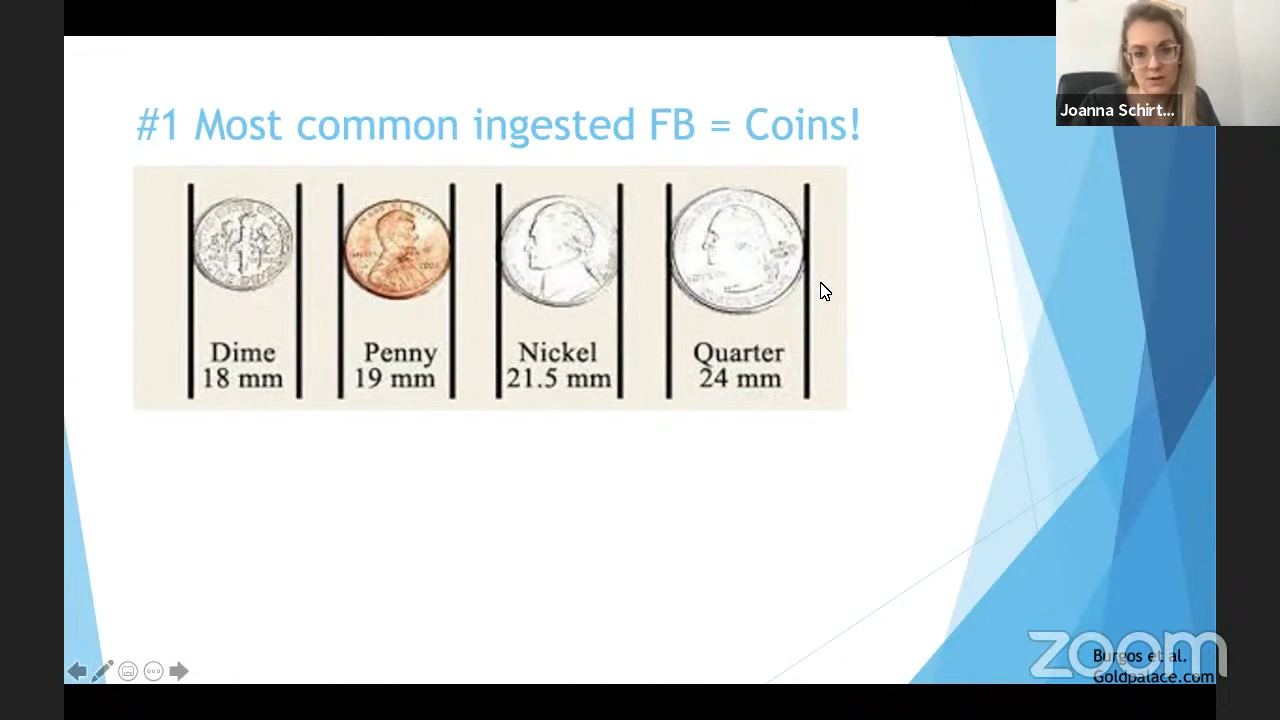 Joanna Schirt...
#1 Most common ingested FB = Coins!
Dime
18 mm
Penny
19 mm
Nickel
21.5 mm
Quarter
24 mm
zoom
Burgos et al.
Goldpalace.com